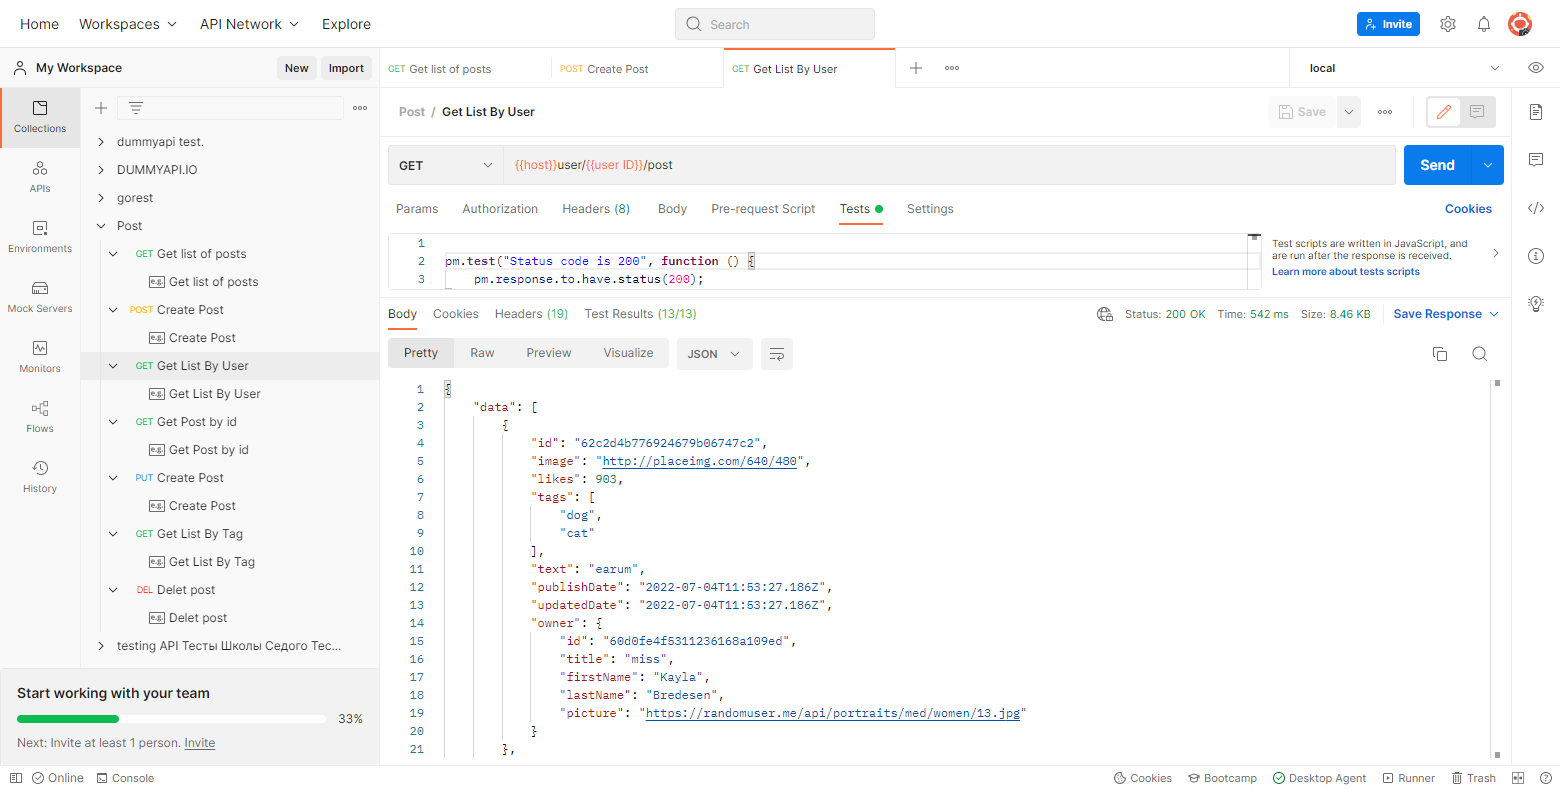 Home Workspaces API Network Explore Search Invite
My Workspace New Import GET Get list of posts POST Create Post GET Get List By User local
Collections
APIs
Environments
Mock Servers
Monitors
Flows
History
dummyapi test.
DUMMYAPI.IO
gorest
Post
GET Get list of posts
e.g. Get list of posts
POST Create Post
e.g. Create Post
GET Get List By User
e.g. Get List By User
GET Get Post by id
e.g. Get Post by id
PUT Create Post
e.g. Create Post
GET Get List By Tag
e.g. Get List By Tag
DEL Delet post
e.g. Delet post
testing API Тесты Школы Седого Тес...
Start working with your team
33%
Next: Invite at least 1 person. Invite
Post / Get List By User Save
GET {{host}}user/{{user ID}}/post Send
Params Authorization Headers (8) Body Pre-request Script Tests Settings Cookies
1
2 pm.test("Status code is 200", function () {
3 pm.response.to.have.status(200);
Test scripts are written in JavaScript, and
are run after the response is received.
Learn more about tests scripts
Body Cookies Headers (19) Test Results (13/13) Status: 200 OK Time: 542 ms Size: 8.46 KB Save Response
Pretty Raw Preview Visualize JSON
1 {
2 "data": [
3 {
4 "id": "62c2d4b776924679b06747c2",
5 "image": "http://placeimg.com/640/480",
6 "likes": 903,
7 "tags": [
8 "dog",
9 "cat"
10 ],
11 "text": "earum",
12 "publishDate": "2022-07-04T11:53:27.186Z",
13 "updatedDate": "2022-07-04T11:53:27.186Z",
14 "owner": {
15 "id": "60d0fe4f5311236168a109ed",
16 "title": "miss",
17 "firstName": "Kayla",
18 "lastName": "Bredesen",
19 "picture": "https://randomuser.me/api/portraits/med/women/13.jpg"
20 }
21 },
Online Console Cookies Bootcamp Desktop Agent Runner Trash